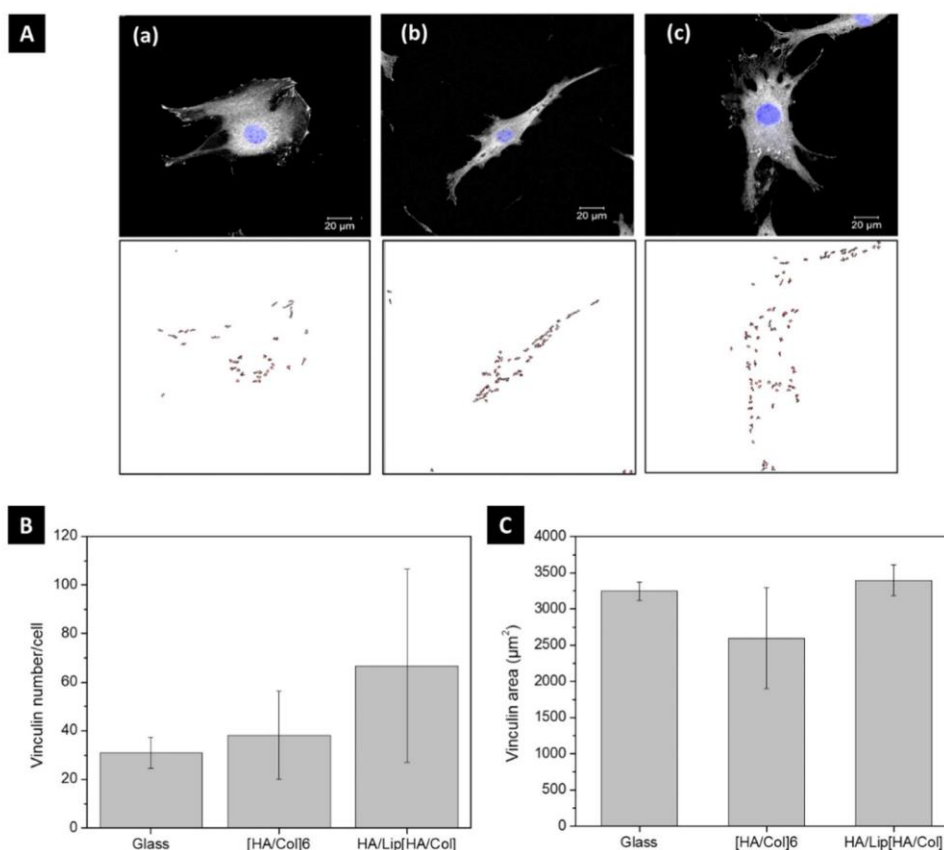 A
(a)
(b)
(c)
20 µm
20 µm
20 µm
B
120
100
80
60
40
20
0
Vinculin number/cell
Glass
[HA/Col]6
HA/Lip[HA/Col]
C
4000
3500
3000
2500
2000
1500
1000
500
0
Vinculin area (µm²)
Glass
[HA/Col]6
HA/Lip[HA/Col]